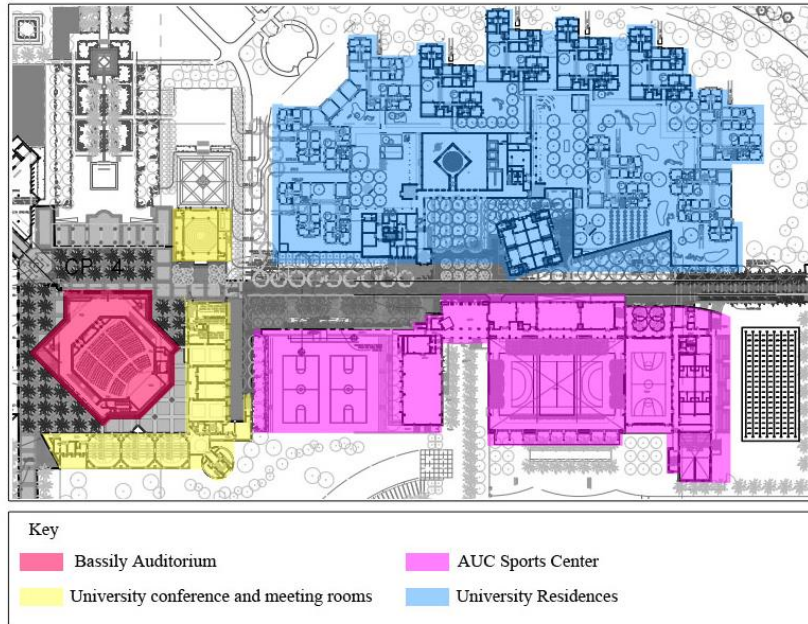 CP 4
Key
Bassily Auditorium
AUC Sports Center
University conference and meeting rooms
University Residences